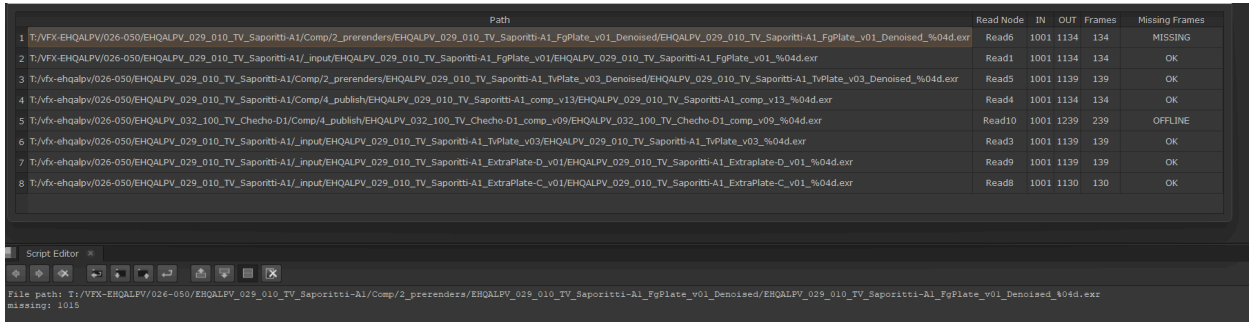 Path Read Node IN OUT Frames Missing Frames
1 T:/VFX-EHQALPV/026-050/EHQALPV_029_010_TV_Saporitti-A1/Comp/2_prerenders/EHQALPV_029_010_TV_Saporitti-A1_FgPlate_v01_Denoised/EHQALPV_029_010_TV_Saporitti-A1_FgPlate_v01_Denoised_%04d.exr Read6 1001 1134 134 MISSING
2 T:/VFX-EHQALPV/026-050/EHQALPV_029_010_TV_Saporitti-A1/_input/EHQALPV_029_010_TV_Saporitti-A1_FgPlate_v01/EHQALPV_029_010_TV_Saporitti-A1_FgPlate_v01_%04d.exr Read1 1001 1134 134 OK
3 T:/vfx-ehqalpv/026-050/EHQALPV_029_010_TV_Saporitti-A1/Comp/2_prerenders/EHQALPV_029_010_TV_Saporitti-A1_TvPlate_v03_Denoised/EHQALPV_029_010_TV_Saporitti-A1_TvPlate_v03_Denoised_%04d.exr Read5 1001 1139 139 OK
4 T:/vfx-ehqalpv/026-050/EHQALPV_029_010_TV_Saporitti-A1/Comp/4_publish/EHQALPV_029_010_TV_Saporitti-A1_comp_v13/EHQALPV_029_010_TV_Saporitti-A1_comp_v13_%04d.exr Read4 1001 1134 134 OK
5 T:/vfx-ehqalpv/026-050/EHQALPV_032_100_TV_Checho-D1/Comp/4_publish/EHQALPV_032_100_TV_Checho-D1_comp_v09/EHQALPV_032_100_TV_Checho-D1_comp_v09_%04d.exr Read10 1001 1239 239 OFFLINE
6 T:/vfx-ehqalpv/026-050/EHQALPV_029_010_TV_Saporitti-A1/_input/EHQALPV_029_010_TV_Saporitti-A1_TvPlate_v03/EHQALPV_029_010_TV_Saporitti-A1_TvPlate_v03_%04d.exr Read3 1001 1139 139 OK
7 T:/vfx-ehqalpv/026-050/EHQALPV_029_010_TV_Saporitti-A1/_input/EHQALPV_029_010_TV_Saporitti-A1_ExtraPlate-D_v01/EHQALPV_029_010_TV_Saporitti-A1_Extraplate-D_v01_%04d.exr Read9 1001 1139 139 OK
8 T:/vfx-ehqalpv/026-050/EHQALPV_029_010_TV_Saporitti-A1/_input/EHQALPV_029_010_TV_Saporitti-A1_ExtraPlate-C_v01/EHQALPV_029_010_TV_Saporitti-A1_ExtraPlate-C_v01_%04d.exr Read8 1001 1130 130 OK
Script Editor
File path: T:/VFX-EHQALPV/026-050/EHQALPV_029_010_TV_Saporitti-A1/Comp/2_prerenders/EHQALPV_029_010_TV_Saporitti-A1_FgPlate_v01_Denoised/EHQALPV_029_010_TV_Saporitti-A1_FgPlate_v01_Denoised_%04d.exr
missing: 1015